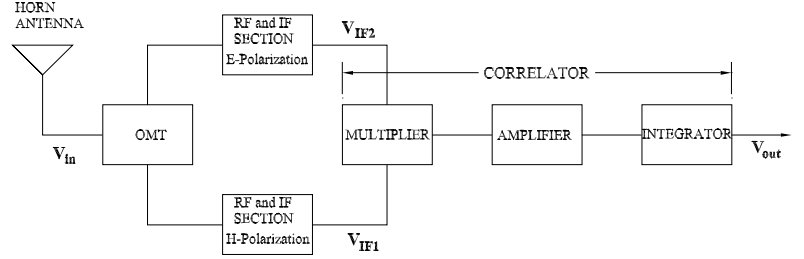 HORN
ANTENNA
RF and IF
SECTION
E-Polarization
V_IF2
CORRELATOR
OMT
MULTIPLIER
AMPLIFIER
INTEGRATOR
V_in
V_out
RF and IF
SECTION
H-Polarization
V_IF1